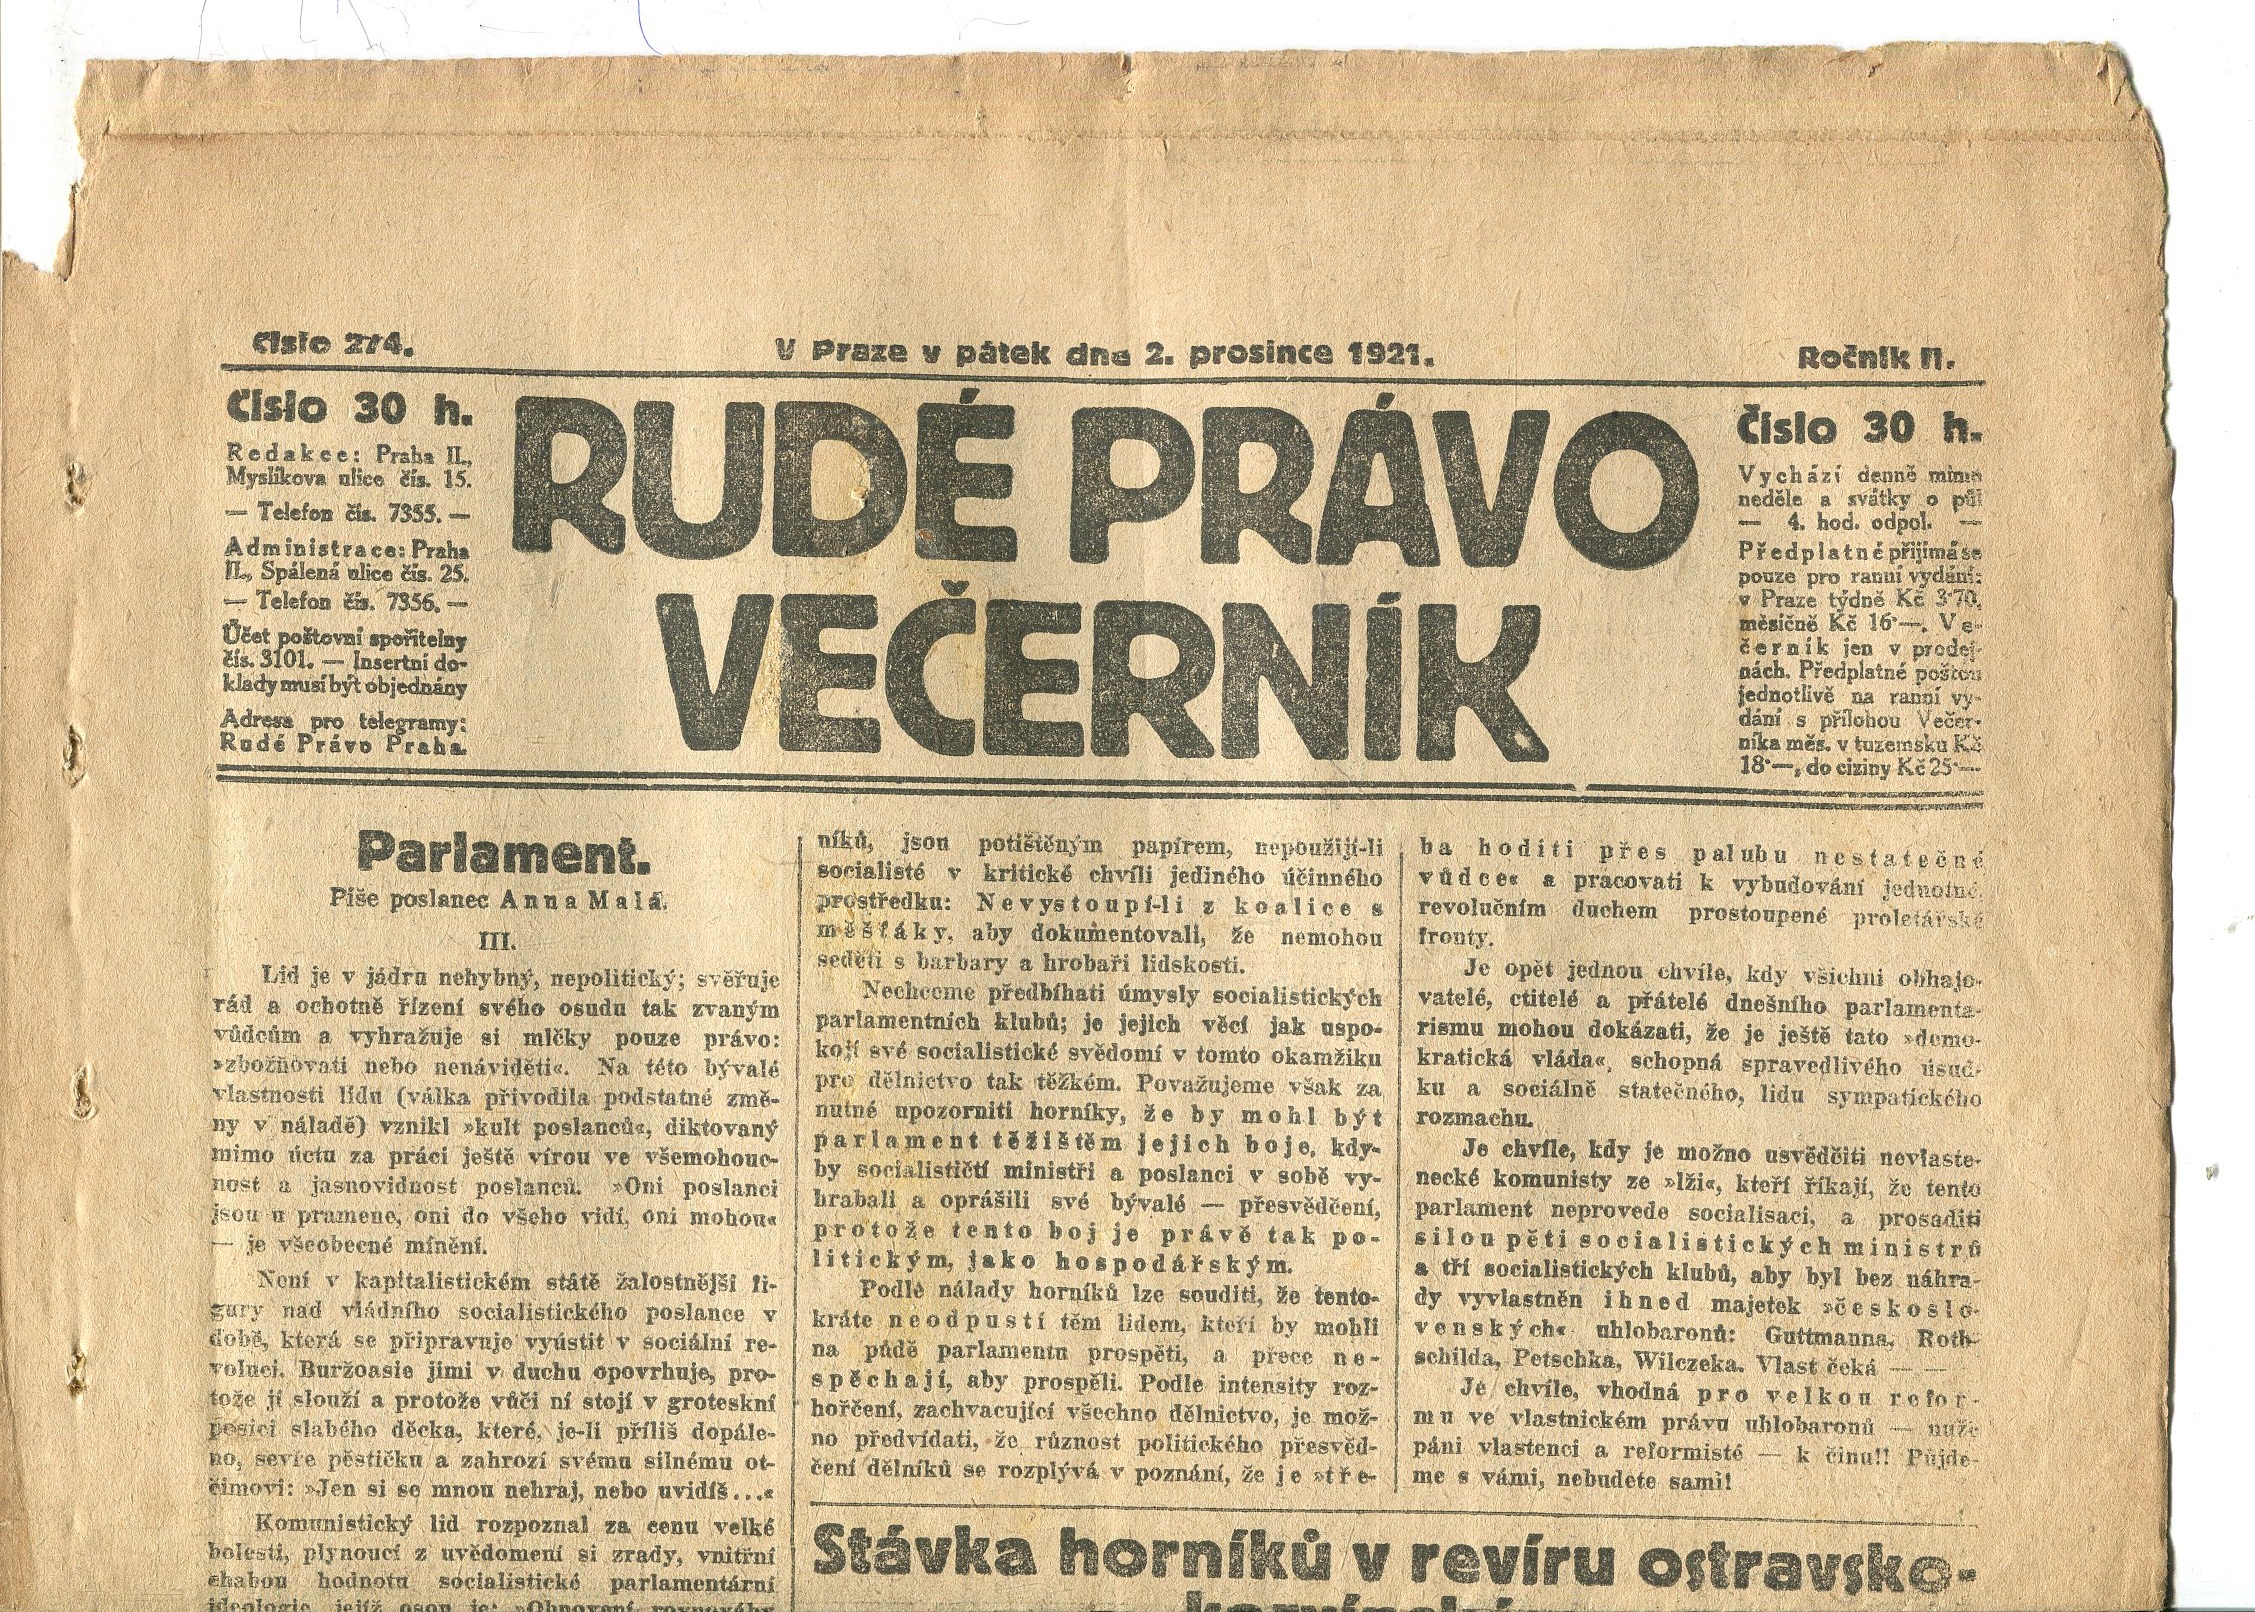 Číslo 274.
V Praze v pátek dne 2. prosince 1921.
Ročník II.
Číslo 30 h.
Redakce: Praha II.,
Myslíkova ulice čís. 15.
— Telefon čís. 7355. —
Administrace: Praha
II., Spálená ulice čís. 25.
— Telefon čís. 7356. —
Účet poštovní spořitelny
čís. 3101. — Insertní do-
klady musí být objednány
Adresa pro telegramy:
Rudé Právo Praha.
RUDÉ PRÁVO
VEČERNÍK
Číslo 30 h.
Vychází denně mimo
neděle a svátky o půl
— 4. hod. odpol. —
Předplatné přijímá se
pouze pro ranní vydání:
v Praze týdně Kč 3·70,
měsíčně Kč 16·—. Ve-
černík jen v prodej-
nách. Předplatné poštou
jednotlivě na ranní vy-
dání s přílohou Večer-
níka měs. v tuzemsku Kč
18·—, do ciziny Kč 25·—
Parlament.
Píše poslanec Anna Malá.
III.
Lid je v jádru nehybný, nepolitický; svěřuje
rád a ochotně řízení svého osudu tak zvaným
vůdcům a vyhražuje si mlčky pouze právo:
»zbožňovati nebo nenáviděti«. Na této bývalé
vlastnosti lidu (válka přivodila podstatné změ-
ny v náladě) vznikl »kult poslanců«, diktovaný
mimo úctu za práci ještě vírou ve všemohouc-
nost a jasnovidnost poslanců. »Oni poslanci
jsou u pramene, oni do všeho vidí, oni mohou«
— je všeobecné mínění.
Není v kapitalistickém státě žalostnější fi-
gury nad vládního socialistického poslance v
době, která se připravuje vyústit v sociální re-
voluci. Buržoasie jimi v duchu opovrhuje, pro-
tože jí slouží a protože vůči ní stojí v groteskní
posici slabého děcka, které, je-li příliš dopále-
no, sevře pěstičku a zahrozí svému silnému ot-
čimovi: »Jen si se mnou nehraj, nebo uvidíš...«
Komunistický lid rozpoznal za cenu velké
bolesti, plynoucí z uvědomení si zrady, vnitřní
chabou hodnotu socialistické parlamentární
ideologie, jejíž osou je: »Obnovení rovnováhy
níků, jsou potištěným papírem, nepoužijí-li
socialisté v kritické chvíli jediného účinného
prostředku: Nevystoupí-li z koalice s
měšťáky, aby dokumentovali, že nemohou
seděti s barbary a hrobaři lidskosti.
Nechceme předbíhati úmysly socialistických
parlamentních klubů; je jejich věcí jak uspo-
kojí své socialistické svědomí v tomto okamžiku
pro dělnictvo tak těžkém. Považujeme však za
nutné upozorniti horníky, že by mohl být
parlament těžištěm jejich boje, kdy-
by socialističtí ministři a poslanci v sobě vy-
hrabali a oprášili své bývalé — přesvědčení,
protože tento boj je právě tak po-
litickým, jako hospodářským.
Podle nálady horníků lze souditi, že tento-
kráte neodpustí těm lidem, kteří by mohli
na půdě parlamentu prospěti, a přece ne-
spěchají, aby prospěli. Podle intensity roz-
hořčení, zachvacující všechno dělnictvo, je mož-
no předvídati, že různost politického přesvěd-
čení dělníků se rozplývá v poznání, že je »tře-
ba hoditi přes palubu nestatečné
vůdce« a pracovati k vybudování jednotné,
revolučním duchem prostoupené proletářské
fronty.
Je opět jednou chvíle, kdy všichni obhajo-
vatelé, ctitelé a přátelé dnešního parlamenta-
rismu mohou dokázati, že je ještě tato »demo-
kratická vláda«, schopná spravedlivého úsud-
ku a sociálně statečného, lidu sympatického
rozmachu.
Je chvíle, kdy je možno usvědčiti nevlaste-
necké komunisty ze »lži«, kteří říkají, že tento
parlament neprovede socialisaci, a prosaditi
silou pěti socialistických ministrů
a tří socialistických klubů, aby byl bez náhra-
dy vyvlastněn ihned majetek »českoslo-
venských« uhlobaronů: Guttmanna, Roth-
schilda, Petschka, Wilczeka. Vlast čeká — —
Je chvíle, vhodná pro velkou refor-
mu ve vlastnickém právu uhlobaronů — nuže
páni vlastenci a reformisté — k činu!! Půjde-
me s vámi, nebudete sami!
Stávka horníků v revíru ostravsko-